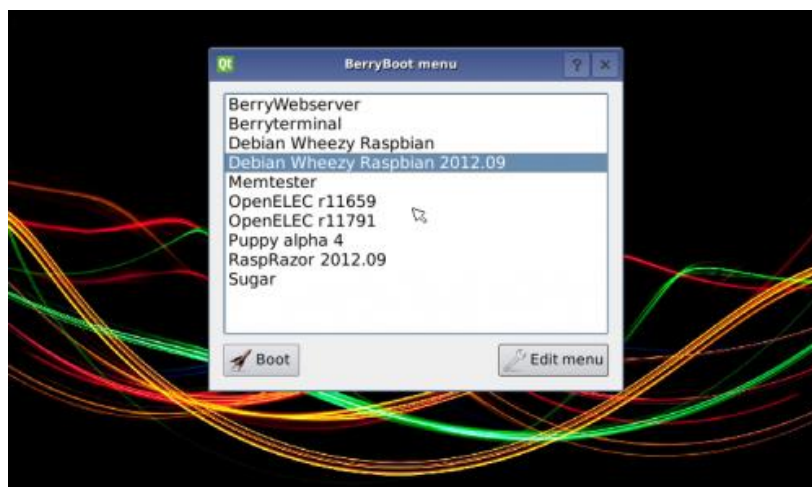 Qt BerryBoot menu ? ×
BerryWebserver
Berryterminal
Debian Wheezy Raspbian
Debian Wheezy Raspbian 2012.09
Memtester
OpenELEC r11659
OpenELEC r11791
Puppy alpha 4
RaspRazor 2012.09
Sugar
Boot Edit menu